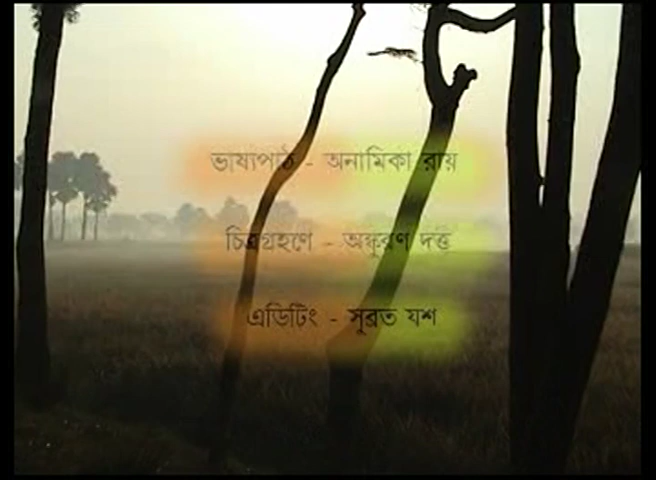 ভাষ্যপাঠ - অনামিকা রায়
চিত্রগ্রহণে - অঙ্কুরণ দত্ত
এডিটিং - সুব্রত যশ